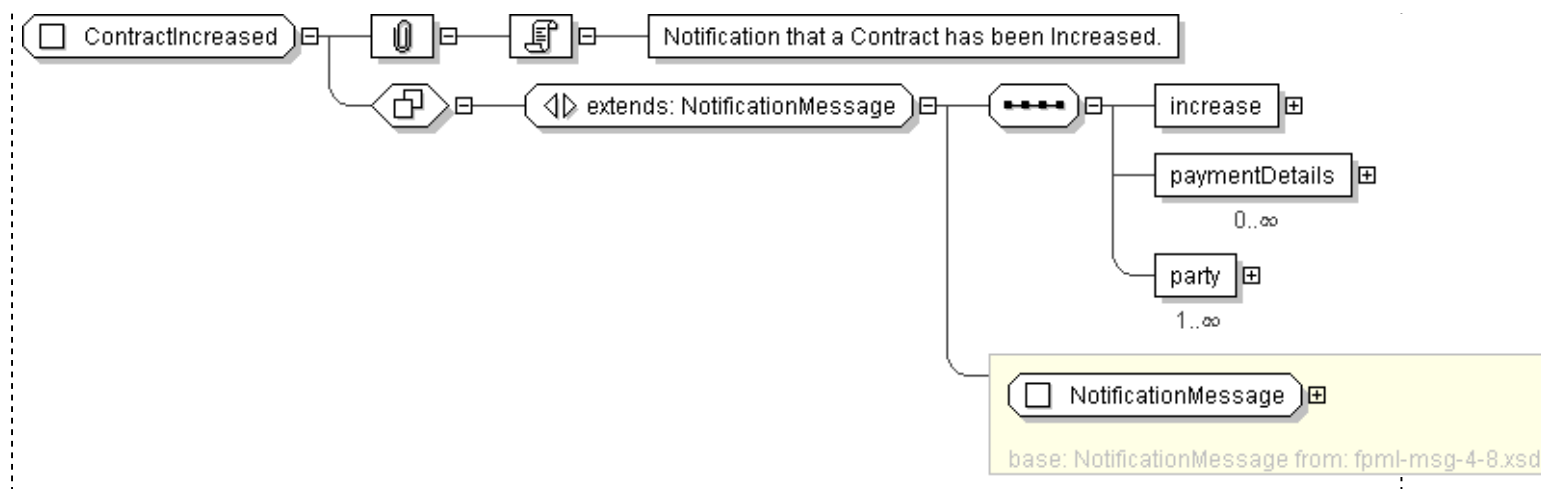 ContractIncreased
Notification that a Contract has been Increased.
extends: NotificationMessage
increase
paymentDetails
0..∞
party
1..∞
NotificationMessage
base: NotificationMessage from: fpml-msg-4-8.xsd